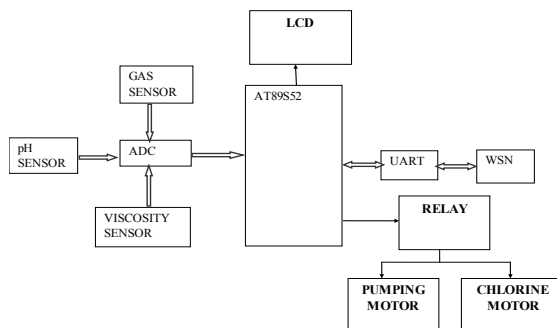 LCD
GAS
SENSOR
AT89S52
pH
SENSOR
ADC
UART
WSN
VISCOSITY
SENSOR
RELAY
PUMPING
MOTOR
CHLORINE
MOTOR